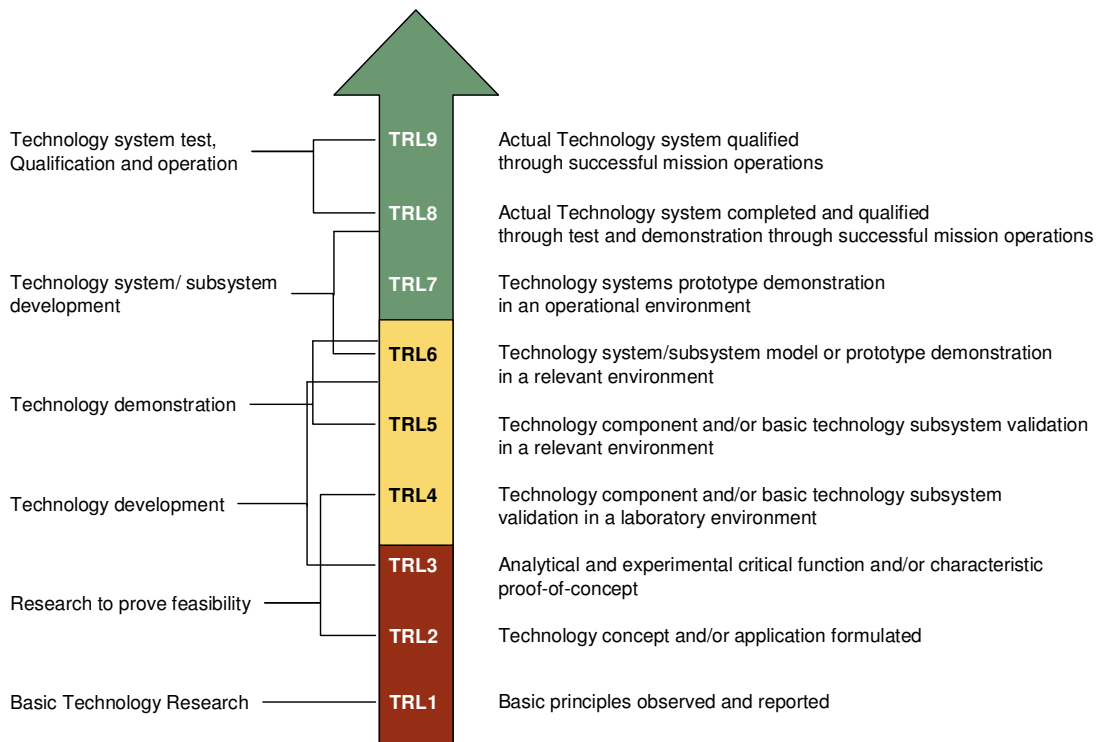 Technology system test,
Qualification and operation
TRL9
Actual Technology system qualified
through successful mission operations
TRL8
Actual Technology system completed and qualified
through test and demonstration through successful mission operations
Technology system/ subsystem
development
TRL7
Technology systems prototype demonstration
in an operational environment
TRL6
Technology system/subsystem model or prototype demonstration
in a relevant environment
Technology demonstration
TRL5
Technology component and/or basic technology subsystem validation
in a relevant environment
Technology development
TRL4
Technology component and/or basic technology subsystem
validation in a laboratory environment
TRL3
Analytical and experimental critical function and/or characteristic
proof-of-concept
Research to prove feasibility
TRL2
Technology concept and/or application formulated
Basic Technology Research
TRL1
Basic principles observed and reported